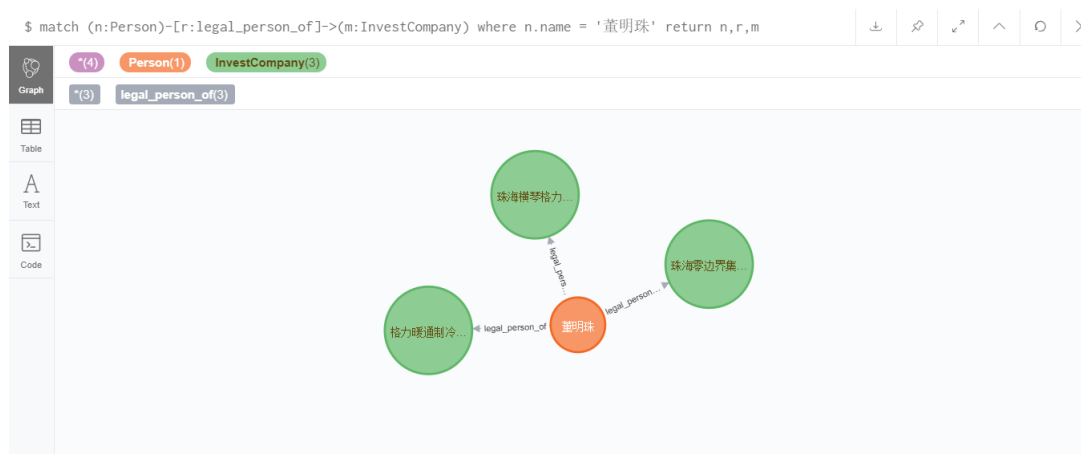 $ match (n:Person)-[r:legal_person_of]->(m:InvestCompany) where n.name = '董明珠' return n,r,m
*(4) Person(1) InvestCompany(3)
*(3) legal_person_of(3)
Graph
Table
Text
Code
珠海横琴格力...
legal_pers...
珠海零边界集...
legal_person...
格力暖通制冷...
legal_person_of
董明珠